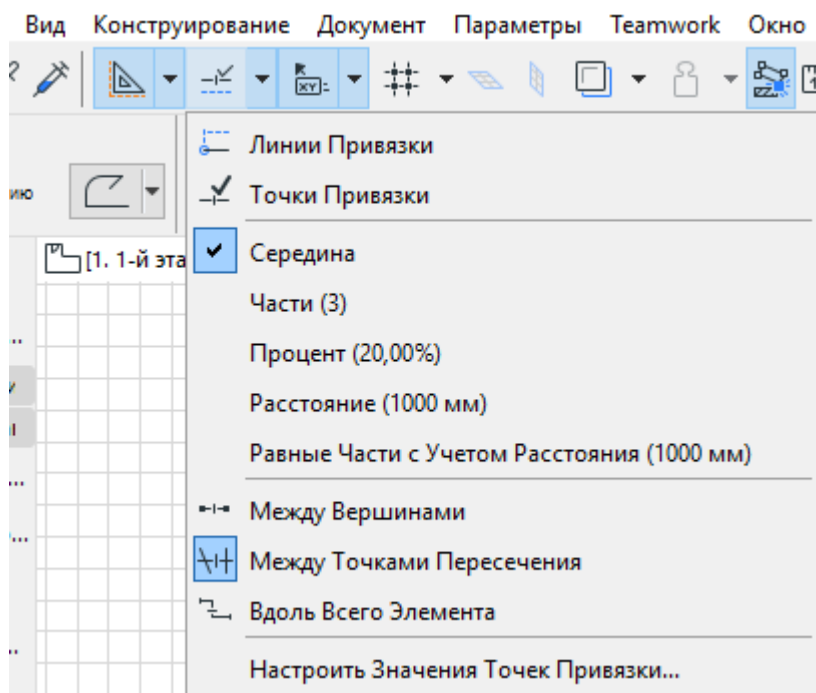 Вид Конструирование Документ Параметры Teamwork Окно
XY:
Линии Привязки
ию
Точки Привязки
[1. 1-й эта
Середина
Части (3)
Процент (20,00%)
Расстояние (1000 мм)
Равные Части с Учетом Расстояния (1000 мм)
Между Вершинами
Между Точками Пересечения
Вдоль Всего Элемента
Настроить Значения Точек Привязки...